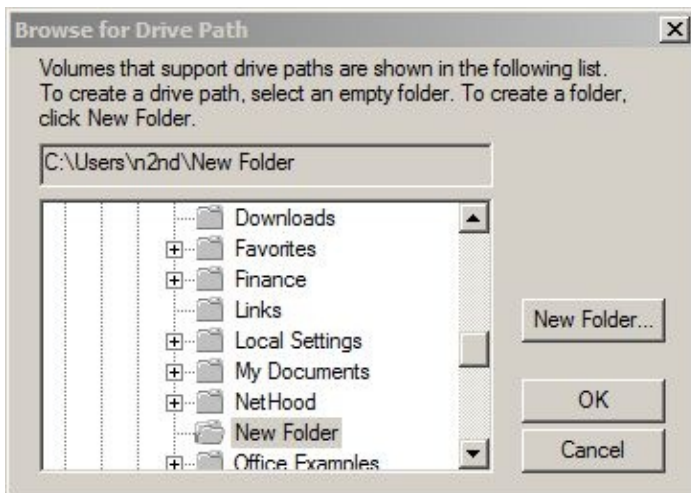 Browse for Drive Path
Volumes that support drive paths are shown in the following list.
To create a drive path, select an empty folder. To create a folder,
click New Folder.
C:\Users\n2nd\New Folder
Downloads
Favorites
Finance
Links
Local Settings
My Documents
NetHood
New Folder
Office Examples
New Folder...
OK
Cancel